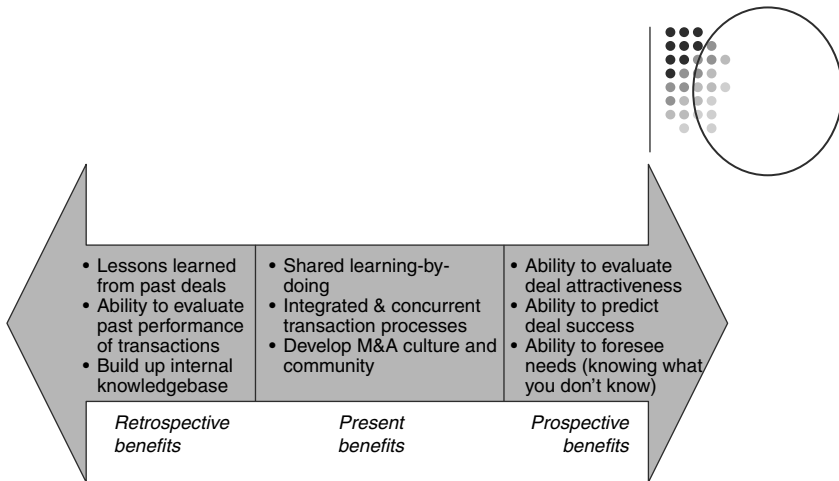 • Lessons learned
from past deals
• Ability to evaluate
past performance
of transactions
• Build up internal
knowledgebase
• Shared learning-by-
doing
• Integrated & concurrent
transaction processes
• Develop M&A culture and
community
• Ability to evaluate
deal attractiveness
• Ability to predict
deal success
• Ability to foresee
needs (knowing what
you don’t know)
Retrospective
benefits
Present
benefits
Prospective
benefits